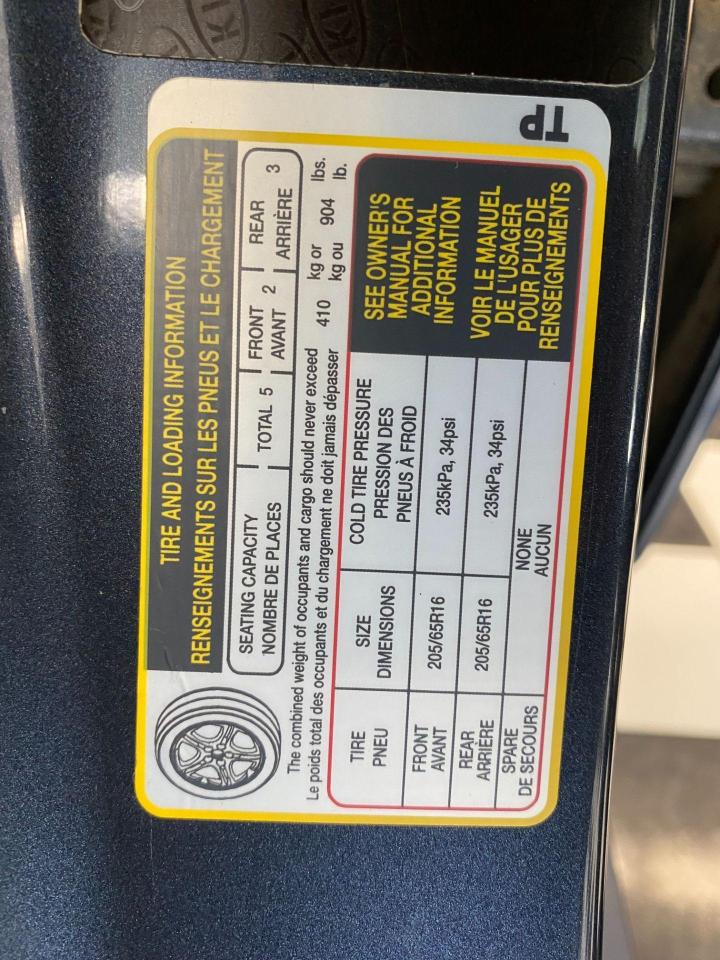 TIRE AND LOADING INFORMATION
RENSEIGNEMENTS SUR LES PNEUS ET LE CHARGEMENT
SEATING CAPACITY
NOMBRE DE PLACES
TOTAL 5
FRONT
AVANT 2
REAR
ARRIÈRE 3
The combined weight of occupants and cargo should never exceed 410 kg or 904 lbs.
Le poids total des occupants et du chargement ne doit jamais dépasser kg ou lb.
TIRE
PNEU
SIZE
DIMENSIONS
COLD TIRE PRESSURE
PRESSION DES
PNEUS À FROID
FRONT
AVANT
205/65R16
235kPa, 34psi
REAR
ARRIÈRE
205/65R16
235kPa, 34psi
SPARE
DE SECOURS
NONE
AUCUN
SEE OWNER'S
MANUAL FOR
ADDITIONAL
INFORMATION
VOIR LE MANUEL
DE L'USAGER
POUR PLUS DE
RENSEIGNEMENTS
TP
KI
KI